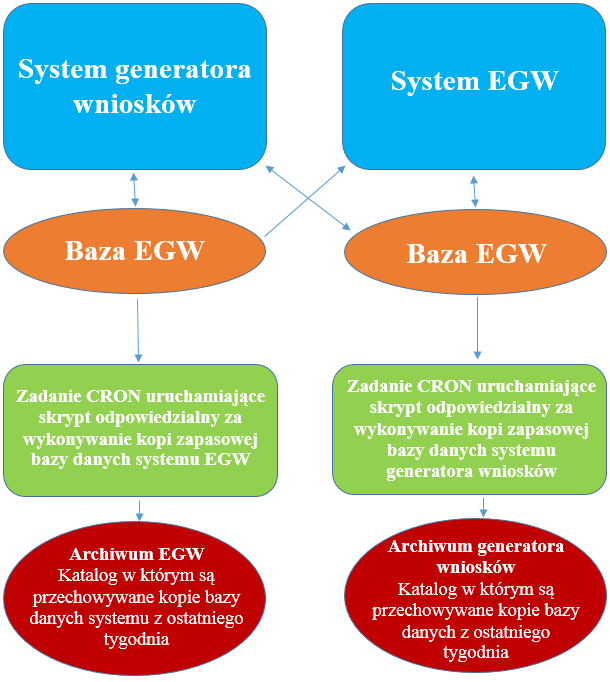 System generatora
wniosków
System EGW
Baza EGW
Baza EGW
Zadanie CRON uruchamiające
skrypt odpowiedzialny za
wykonywanie kopi zapasowej
bazy danych systemu EGW
Zadanie CRON uruchamiające
skrypt odpowiedzialny za
wykonywanie kopi zapasowej
bazy danych systemu
generatora wniosków
Archiwum EGW
Katalog w którym są
przechowywane kopie bazy
danych systemu z ostatniego
tygodnia
Archiwum generatora
wniosków
Katalog w którym są
przechowywane kopie bazy
danych z ostatniego
tygodnia